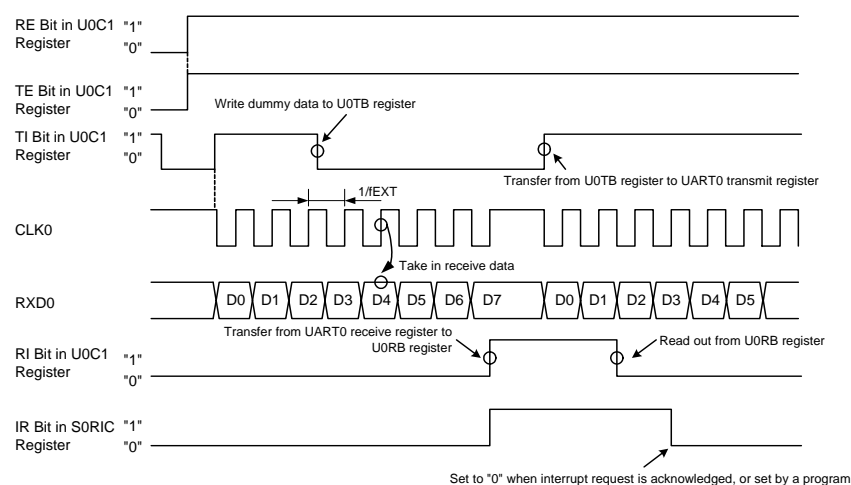 RE Bit in U0C1 "1"
Register "0"
TE Bit in U0C1 "1"
Register "0"
Write dummy data to U0TB register
TI Bit in U0C1 "1"
Register "0"
Transfer from U0TB register to UART0 transmit register
1/fEXT
CLK0
Take in receive data
RXD0 D0 D1 D2 D3 D4 D5 D6 D7 D0 D1 D2 D3 D4 D5
Transfer from UART0 receive register to
U0RB register
Read out from U0RB register
RI Bit in U0C1 "1"
Register "0"
IR Bit in S0RIC "1"
Register "0"
Set to "0" when interrupt request is acknowledged, or set by a program